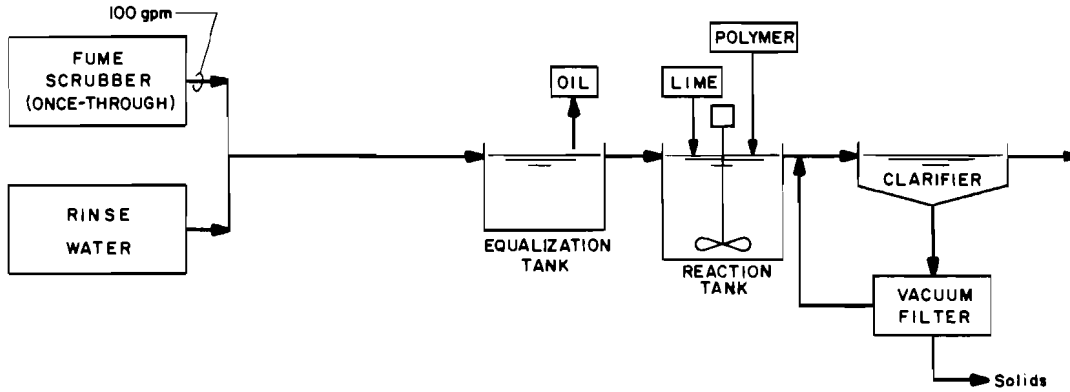 100 gpm
FUME
SCRUBBER
(ONCE-THROUGH)
RINSE
WATER
OIL
EQUALIZATION
TANK
POLYMER
LIME
REACTION
TANK
CLARIFIER
VACUUM
FILTER
Solids